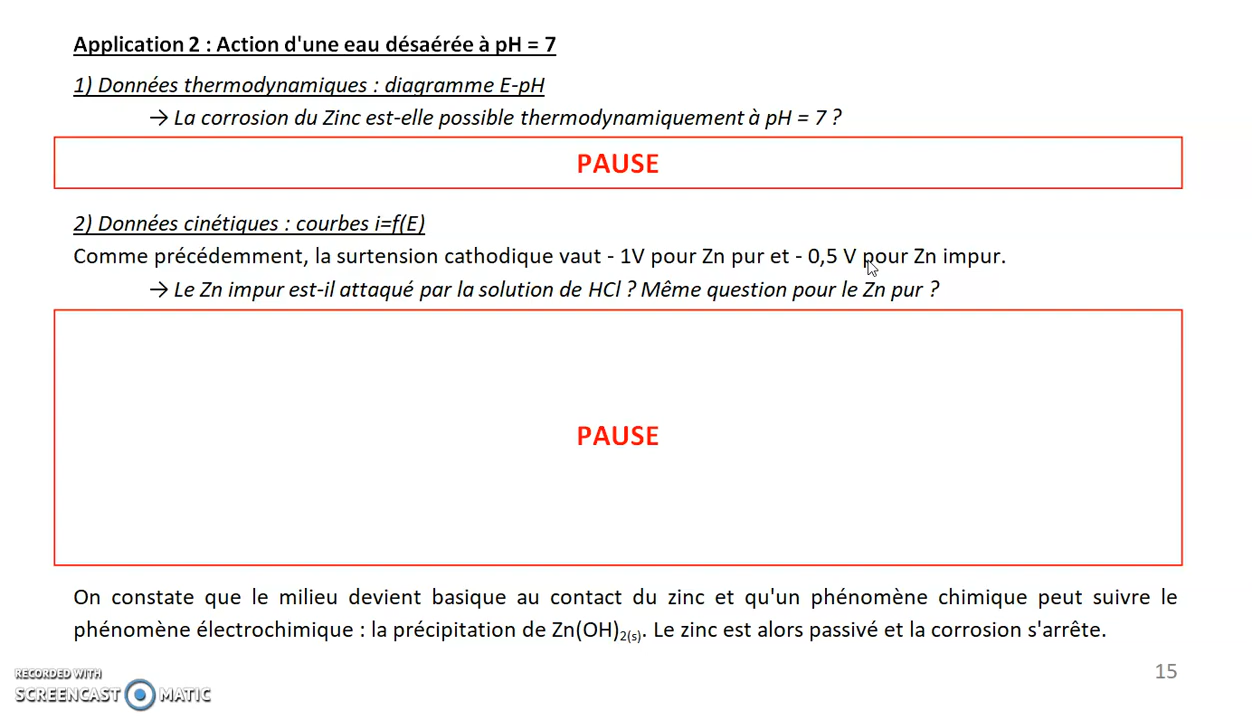 Application 2 : Action d'une eau désaérée à pH = 7
1) Données thermodynamiques : diagramme E-pH
→ La corrosion du Zinc est-elle possible thermodynamiquement à pH = 7 ?
PAUSE
2) Données cinétiques : courbes i=f(E)
Comme précédemment, la surtension cathodique vaut - 1V pour Zn pur et - 0,5 V pour Zn impur.
→ Le Zn impur est-il attaqué par la solution de HCl ? Même question pour le Zn pur ?
PAUSE
On constate que le milieu devient basique au contact du zinc et qu'un phénomène chimique peut suivre le
phénomène électrochimique : la précipitation de Zn(OH)2(s). Le zinc est alors passivé et la corrosion s'arrête.
15
RECORDED WITH
SCREENCAST MATIC